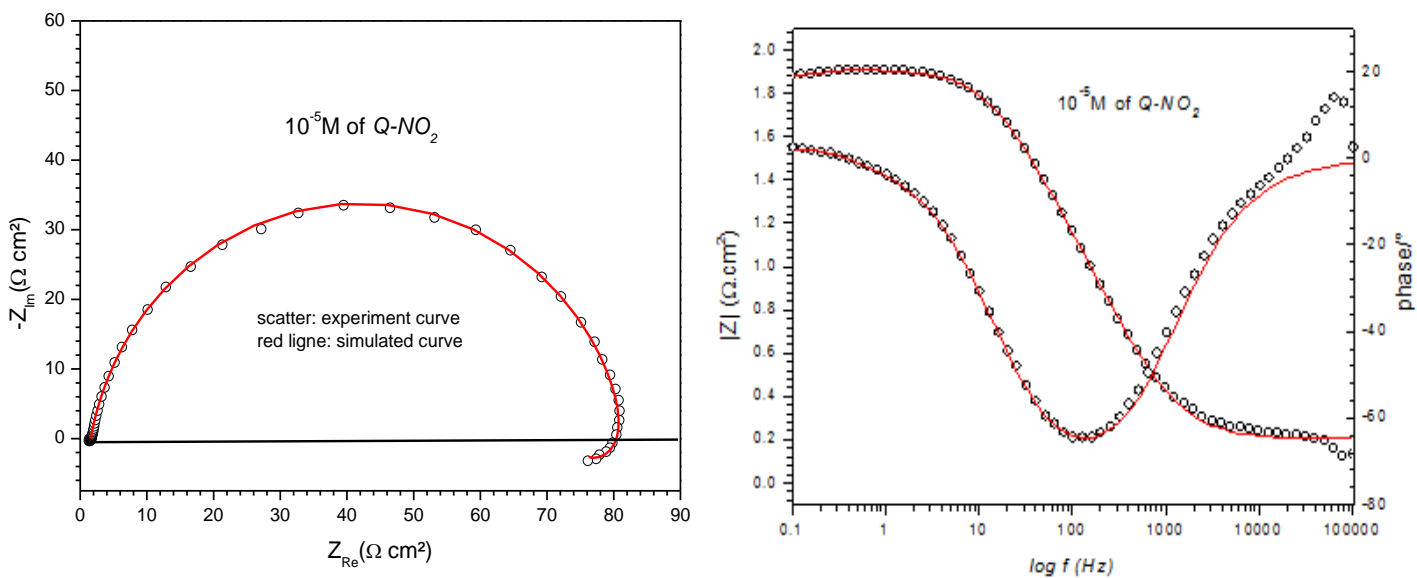 60
50
40
30
20
10
0
-Z_Im(Ω cm²)
10⁻⁵M of Q-NO₂
scatter: experiment curve
red ligne: simulated curve
0 10 20 30 40 50 60 70 80 90
Z_Re(Ω cm²)
2.0
1.8
1.6
1.4
1.2
1.0
0.8
0.6
0.4
0.2
0.0
|Z| (Ω.cm²)
10⁻⁵M of Q-NO₂
20
0
-20
-40
-60
-80
phase/°
0.1 1 10 100 1000 10000 100000
log f (Hz)